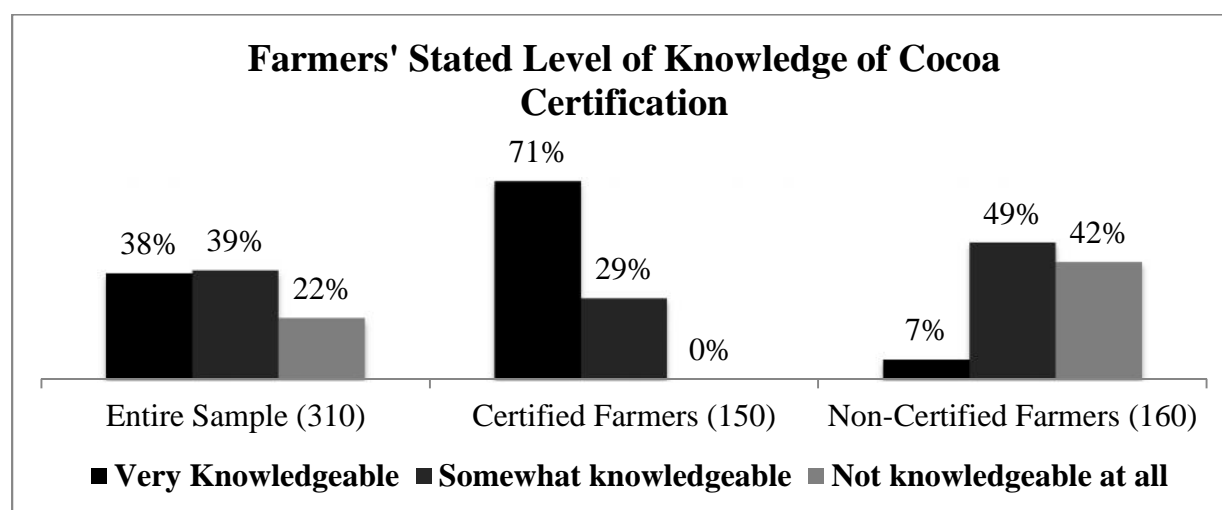 Farmers' Stated Level of Knowledge of Cocoa
Certification
71%
49%
42%
38%
39%
29%
22%
7%
0%
Entire Sample (310)
Certified Farmers (150)
Non-Certified Farmers (160)
Very Knowledgeable
Somewhat knowledgeable
Not knowledgeable at all